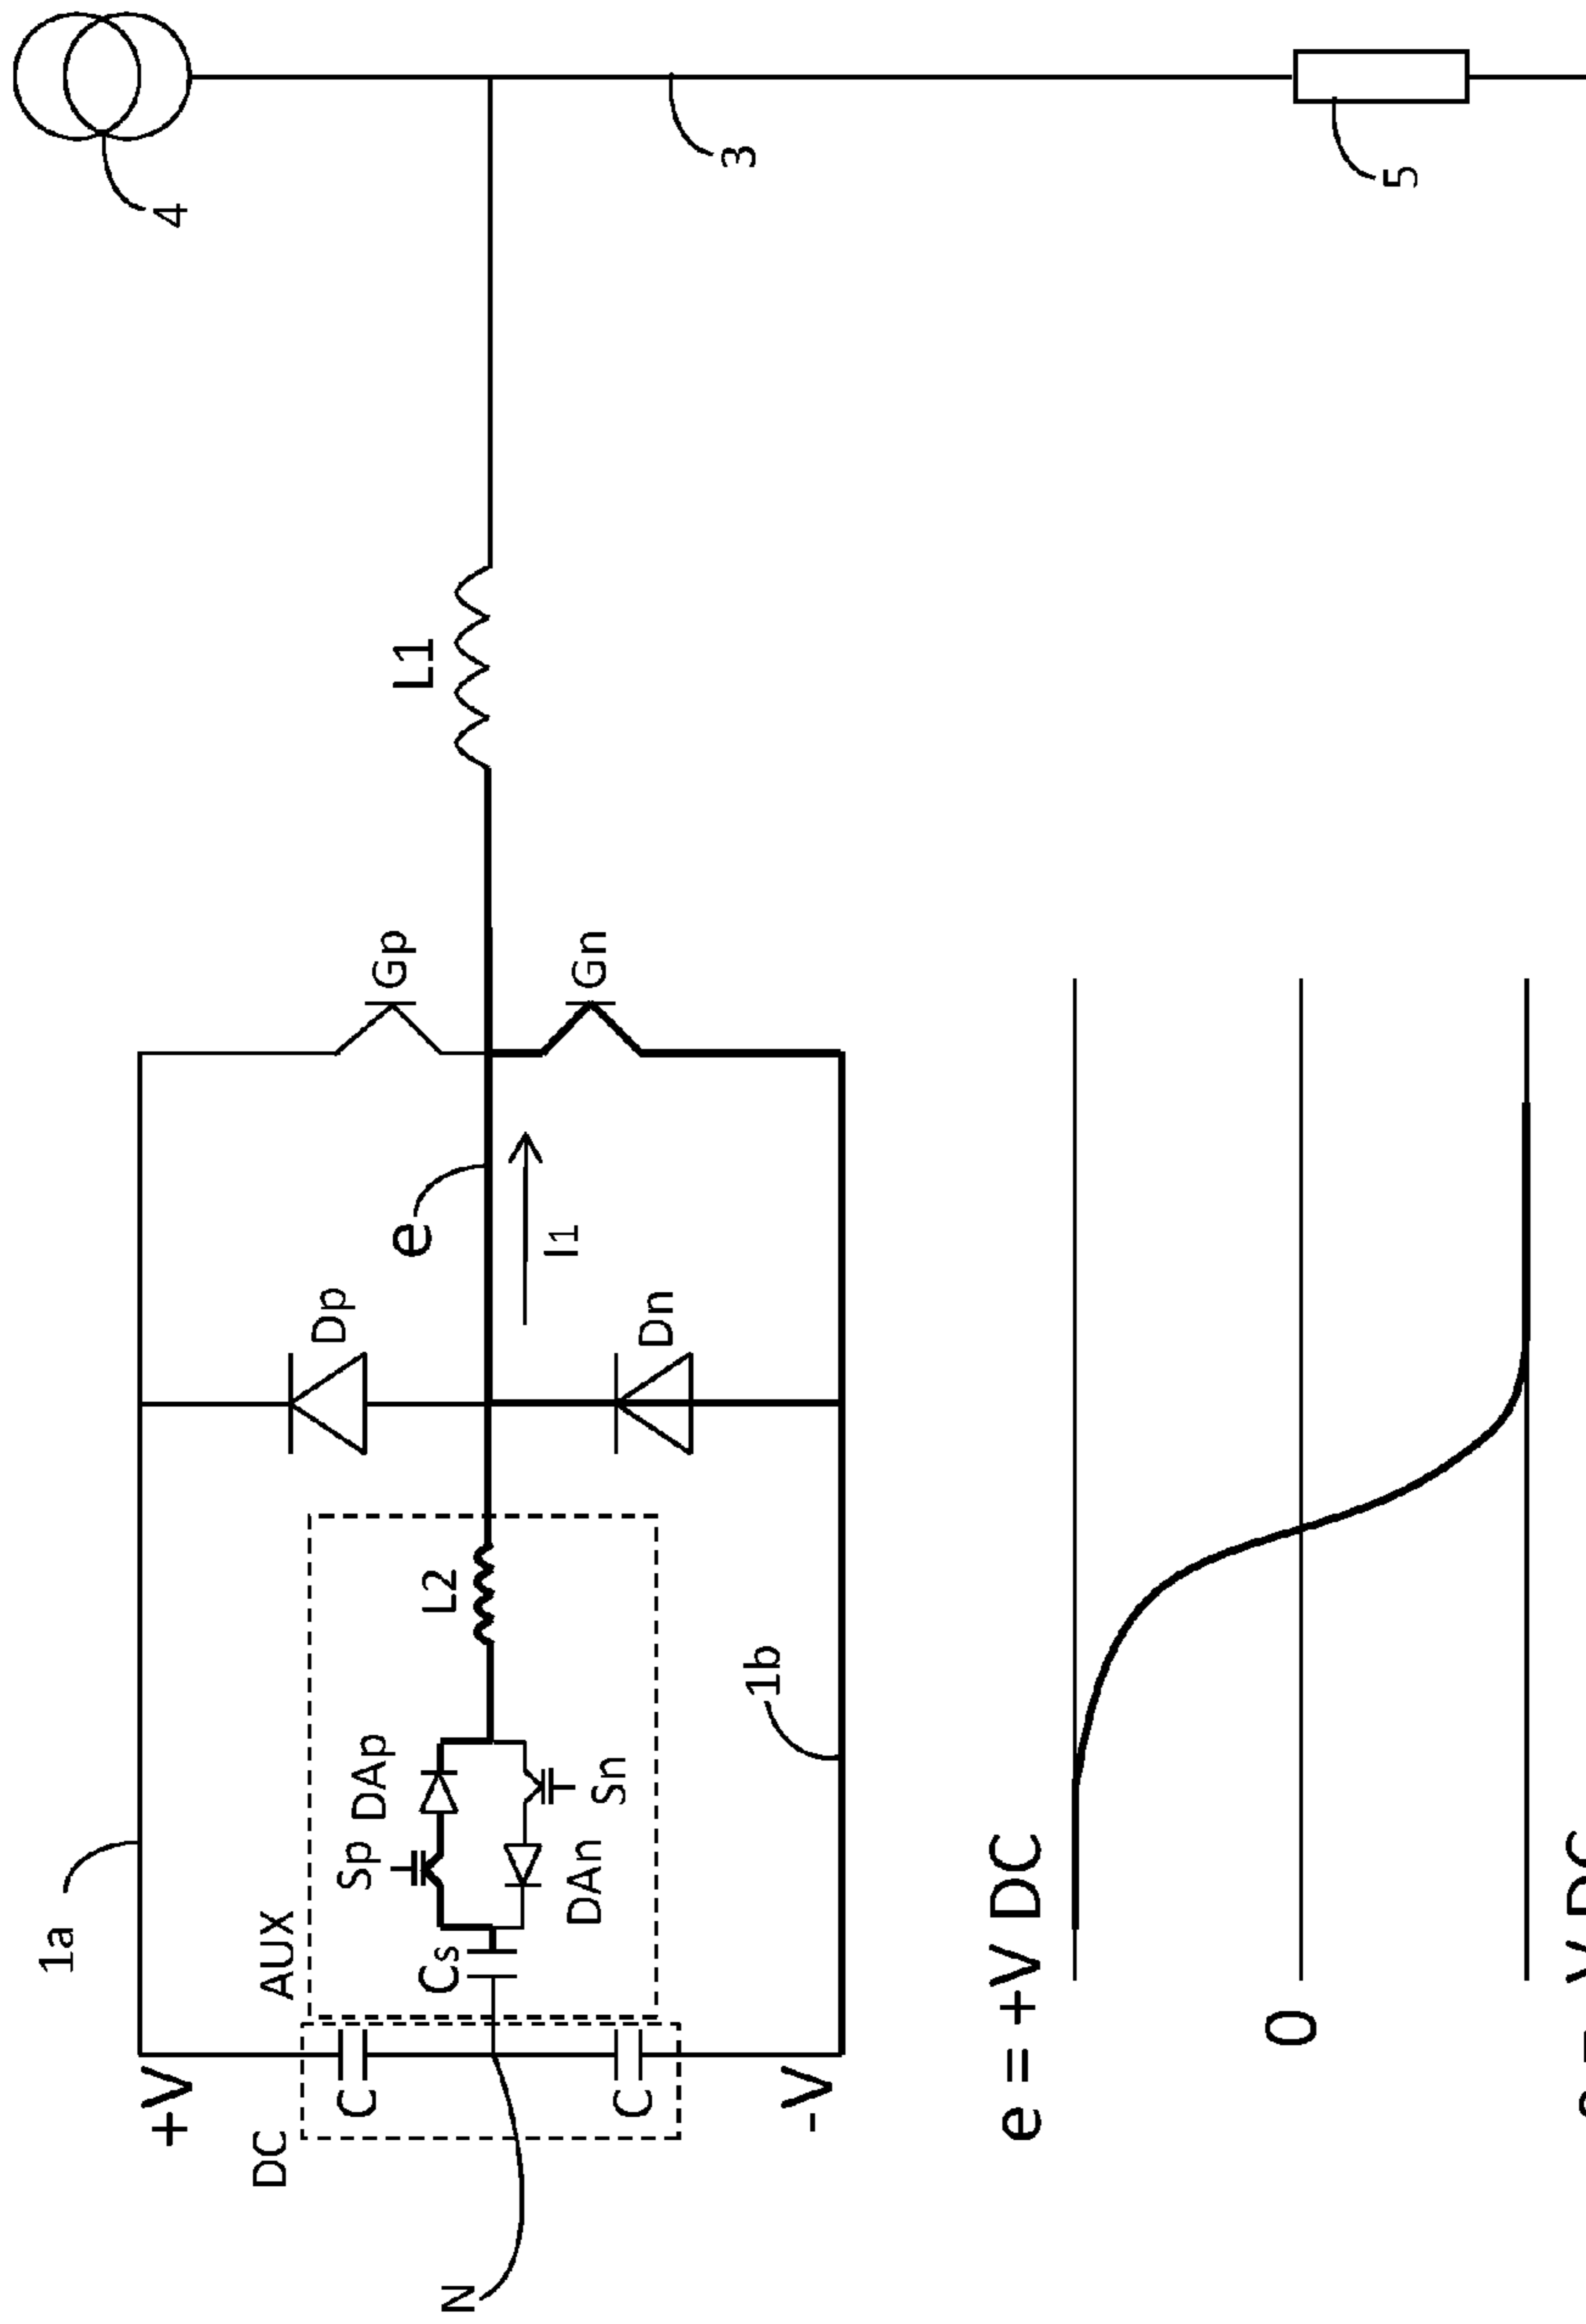 1a
+V
4
DC
AUX
C
Sp
DAp
Dp
Gp
e
L1
N
Cs
L2
I1
DAn
Sn
Gn
C
Dn
3
1b
-V
e = +V DC
0
5